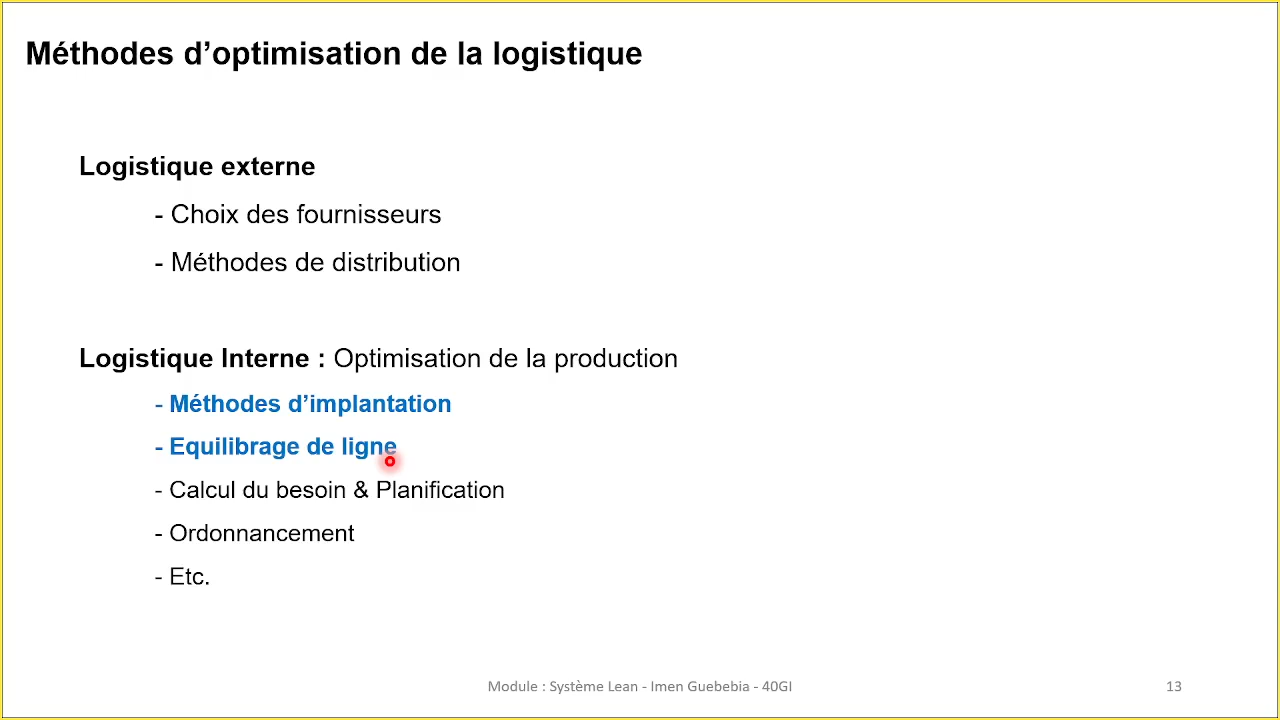 Méthodes d’optimisation de la logistique
Logistique externe
- Choix des fournisseurs
- Méthodes de distribution
Logistique Interne : Optimisation de la production
- Méthodes d’implantation
- Equilibrage de ligne
- Calcul du besoin & Planification
- Ordonnancement
- Etc.
Module : Système Lean - Imen Guebebia - 40GI
13